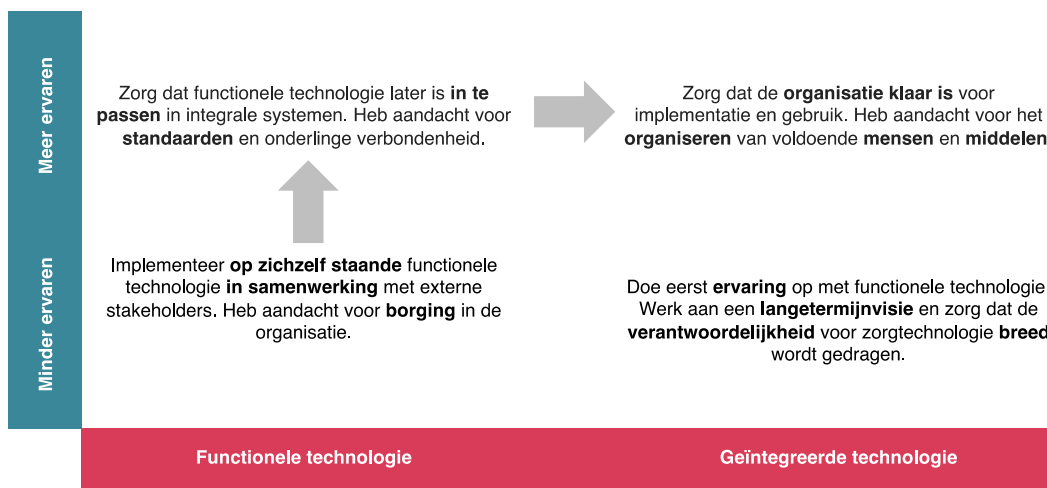 Meer ervaren
Zorg dat functionele technologie later is in te
passen in integrale systemen. Heb aandacht voor
standaarden en onderlinge verbondenheid.
Zorg dat de organisatie klaar is voor
implementatie en gebruik. Heb aandacht voor het
organiseren van voldoende mensen en middelen
Minder ervaren
Implementeer op zichzelf staande functionele
technologie in samenwerking met externe
stakeholders. Heb aandacht voor borging in de
organisatie.
Doe eerst ervaring op met functionele technologie
Werk aan een langetermijnvisie en zorg dat de
verantwoordelijkheid voor zorgtechnologie breed
wordt gedragen.
Functionele technologie
Geïntegreerde technologie